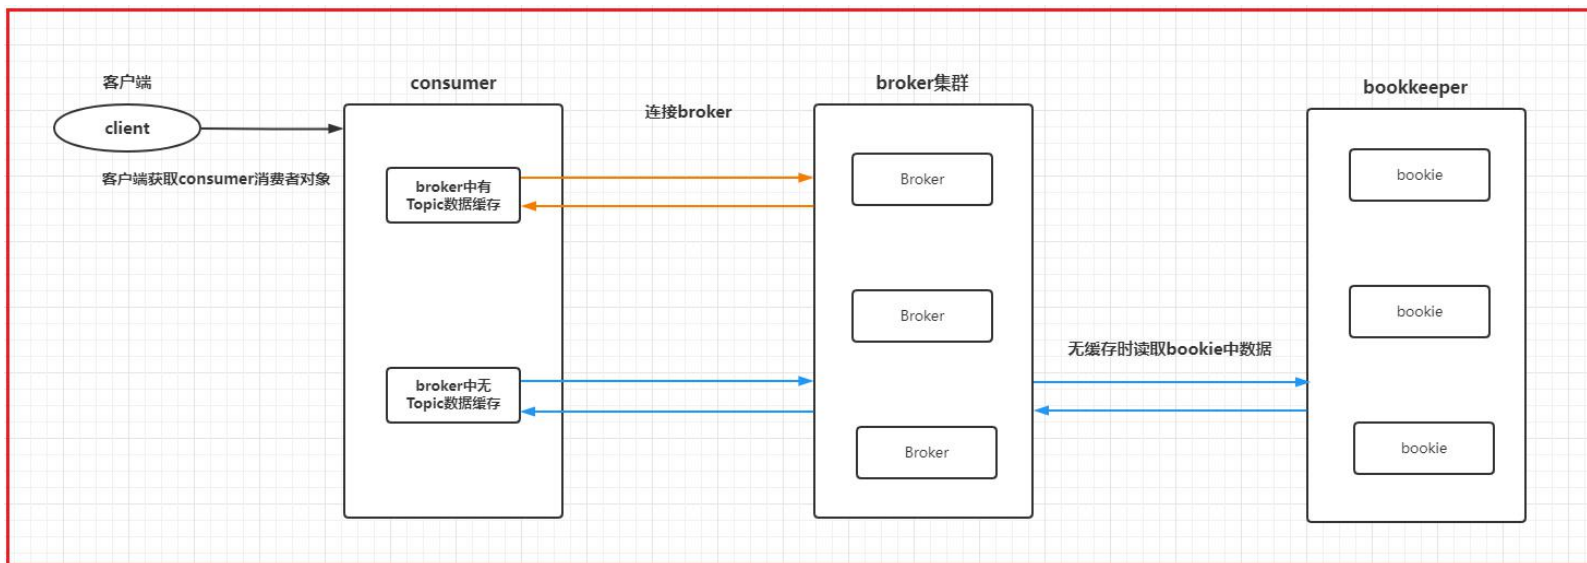 客户端
client
客户端获取consumer消费者对象
consumer
broker中有
Topic数据缓存
broker中无
Topic数据缓存
连接broker
broker集群
Broker
Broker
Broker
无缓存时读取bookie中数据
bookkeeper
bookie
bookie
bookie